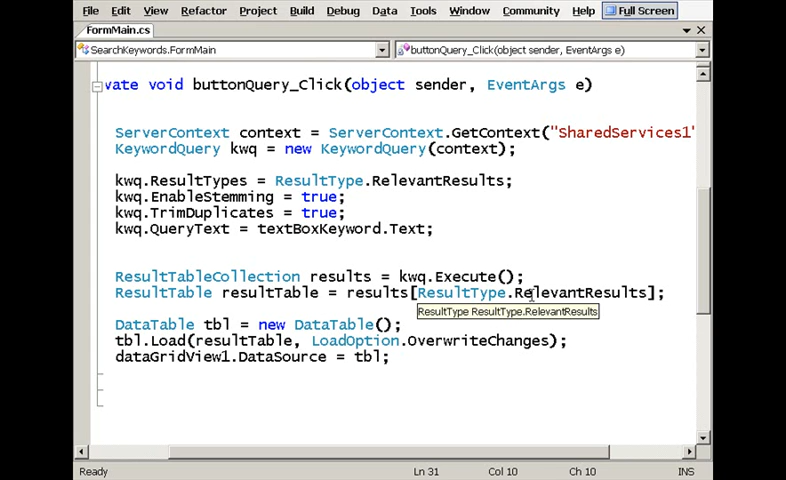 File Edit View Refactor Project Build Debug Data Tools Window Community Help Full Screen
FormMain.cs
SearchKeywords.FormMain
buttonQuery_Click(object sender, EventArgs e)
vate void buttonQuery_Click(object sender, EventArgs e)
ServerContext context = ServerContext.GetContext("SharedServices1"
KeywordQuery kwq = new KeywordQuery(context);
kwq.ResultTypes = ResultType.RelevantResults;
kwq.EnableStemming = true;
kwq.TrimDuplicates = true;
kwq.QueryText = textBoxKeyword.Text;
ResultTableCollection results = kwq.Execute();
ResultTable resultTable = results[ResultType.RelevantResults];
ResultType ResultType.RelevantResults
DataTable tbl = new DataTable();
tbl.Load(resultTable, LoadOption.OverwriteChanges);
dataGridView1.DataSource = tbl;
Ready Ln 31 Col 10 Ch 10 INS